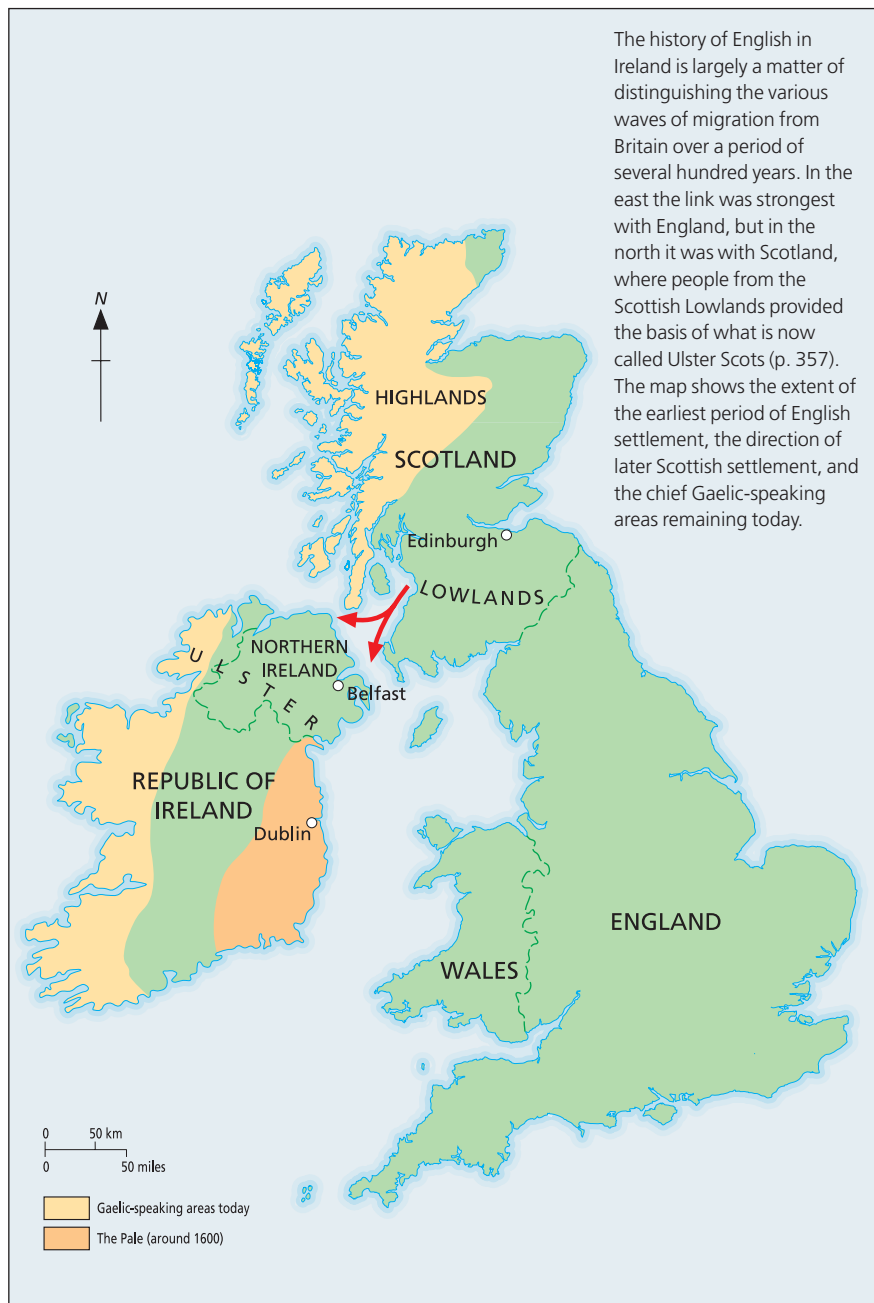 The history of English in
Ireland is largely a matter of
distinguishing the various
waves of migration from
Britain over a period of
several hundred years. In the
east the link was strongest
with England, but in the
north it was with Scotland,
where people from the
Scottish Lowlands provided
the basis of what is now
called Ulster Scots (p. 357).
The map shows the extent of
the earliest period of English
settlement, the direction of
later Scottish settlement, and
the chief Gaelic-speaking
areas remaining today.
N
HIGHLANDS
SCOTLAND
Edinburgh
LOWLANDS
NORTHERN
IRELAND
ULSTER
Belfast
REPUBLIC OF
IRELAND
Dublin
ENGLAND
WALES
0 50 km
0 50 miles
Gaelic-speaking areas today
The Pale (around 1600)